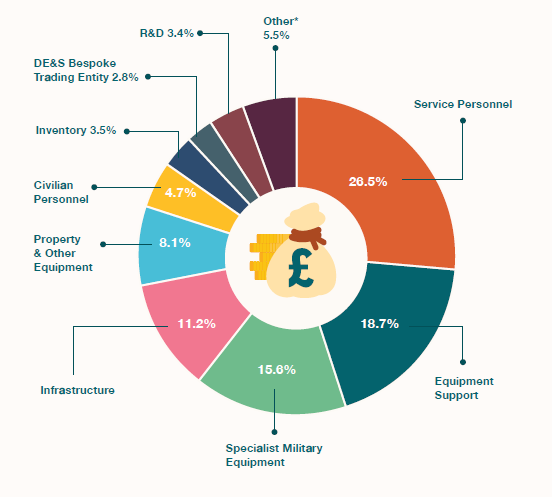 Other*
5.5%
R&D 3.4%
DE&S Bespoke
Trading Entity 2.8%
Inventory 3.5%
Civilian
Personnel
4.7%
Property
& Other
Equipment
8.1%
Infrastructure
11.2%
Specialist Military
Equipment
15.6%
Equipment
Support
18.7%
Service Personnel
26.5%
£